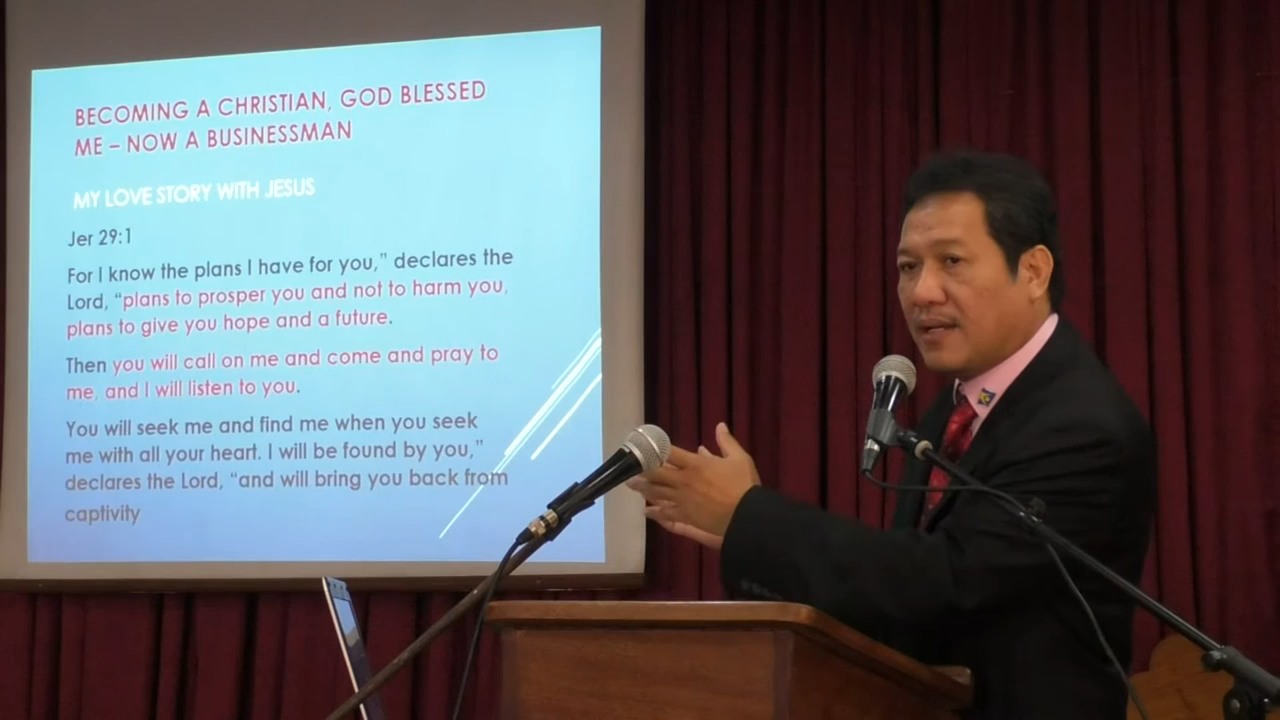 BECOMING A CHRISTIAN, GOD BLESSED
ME – NOW A BUSINESSMAN
MY LOVE STORY WITH JESUS
Jer 29:1
For I know the plans I have for you,” declares the
Lord, “plans to prosper you and not to harm you,
plans to give you hope and a future.
Then you will call on me and come and pray to
me, and I will listen to you.
You will seek me and find me when you seek
me with all your heart. I will be found by you,”
declares the Lord, “and will bring you back from
captivity